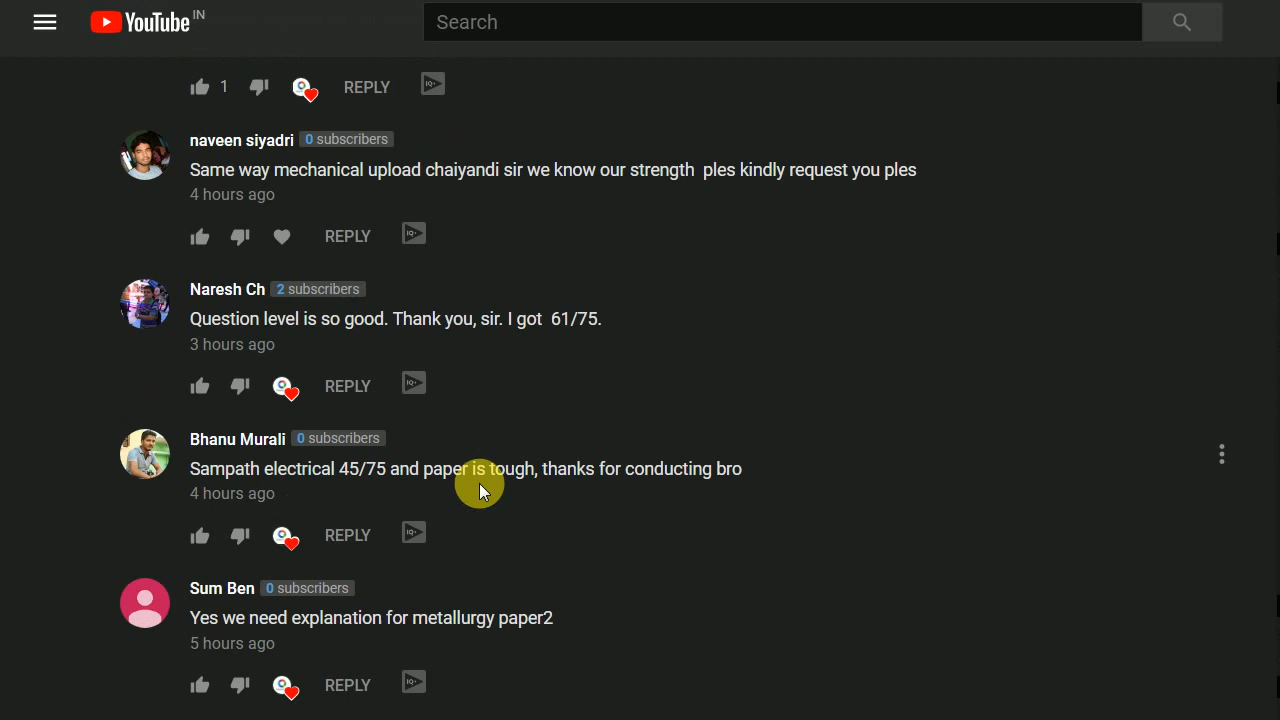 YouTube IN
Search
1 REPLY
naveen siyadri 0 subscribers
Same way mechanical upload chaiyandi sir we know our strength ples kindly request you ples
4 hours ago
REPLY
Naresh Ch 2 subscribers
Question level is so good. Thank you, sir. I got 61/75.
3 hours ago
REPLY
Bhanu Murali 0 subscribers
Sampath electrical 45/75 and paper is tough, thanks for conducting bro
4 hours ago
REPLY
Sum Ben 0 subscribers
Yes we need explanation for metallurgy paper2
5 hours ago
REPLY